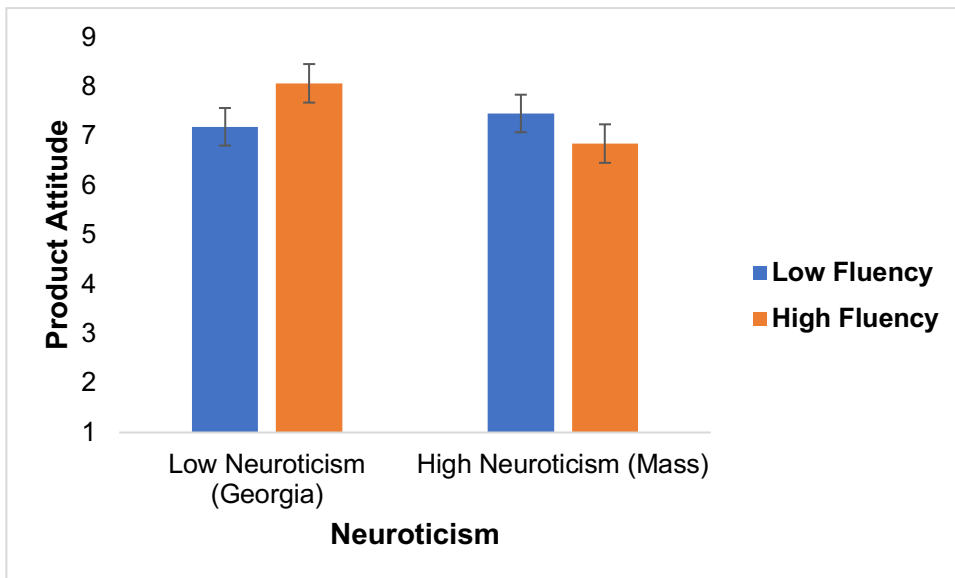 9
8
7
6
5
4
3
2
1
Product Attitude
Low Neuroticism
(Georgia)
High Neuroticism (Mass)
Neuroticism
Low Fluency
High Fluency